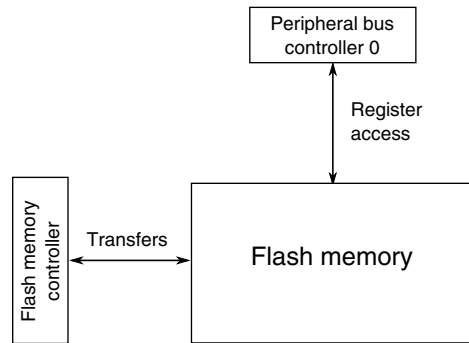 Peripheral bus
controller 0
Register
access
Flash memory
controller
Transfers
Flash memory